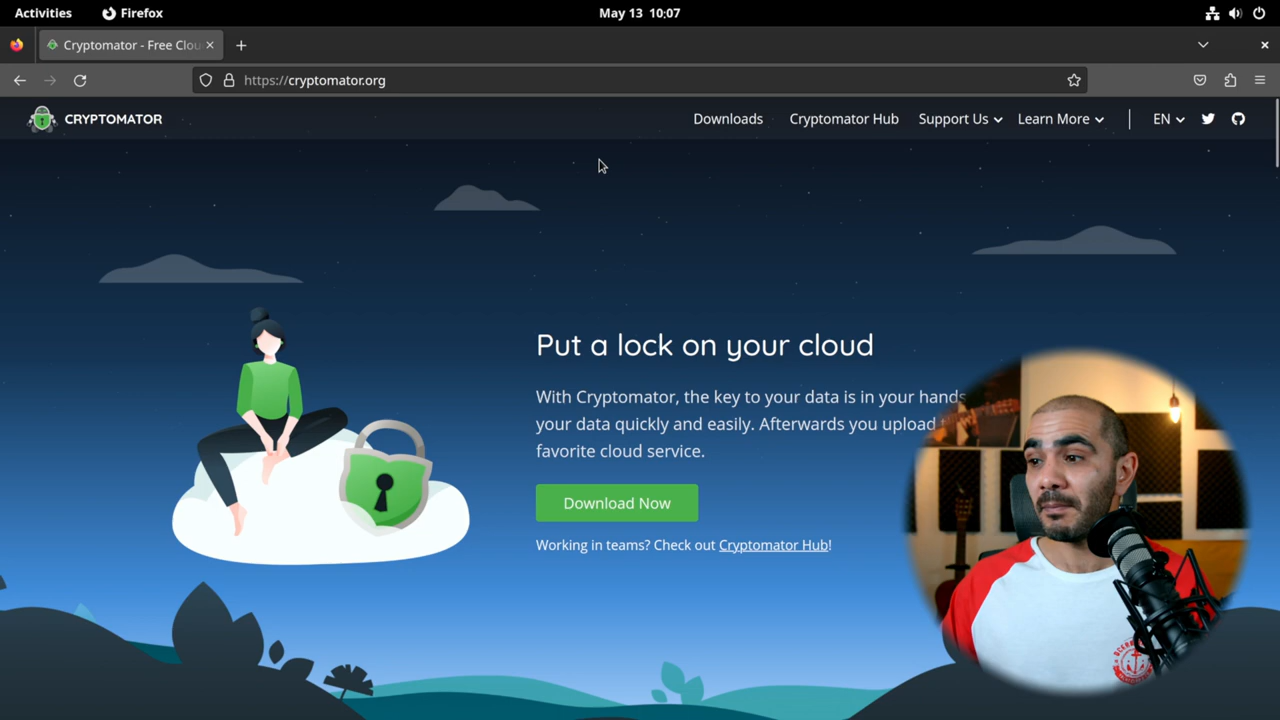 Activities Firefox May 13 10:07
Cryptomator - Free Clou
https://cryptomator.org
CRYPTOMATOR Downloads Cryptomator Hub Support Us Learn More EN
Put a lock on your cloud
With Cryptomator, the key to your data is in your hands
your data quickly and easily. Afterwards you upload
favorite cloud service.
Download Now
Working in teams? Check out Cryptomator Hub!